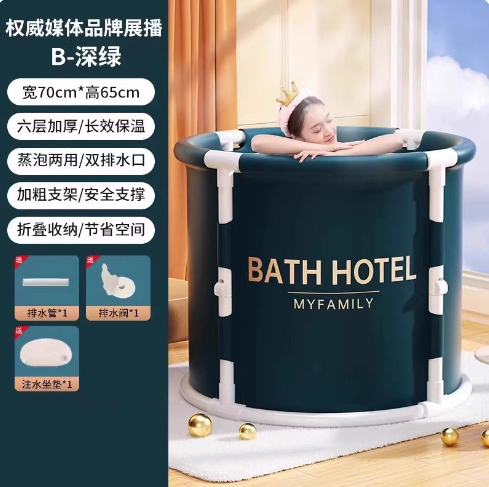 权威媒体品牌展播
B-深绿
宽70cm*高65cm
六层加厚/长效保温
蒸泡两用/双排水口
加粗支架/安全支撑
折叠收纳/节省空间
送
送
排水管*1
排水阀*1
送
注水坐垫*1
BATH HOTEL
MYFAMILY